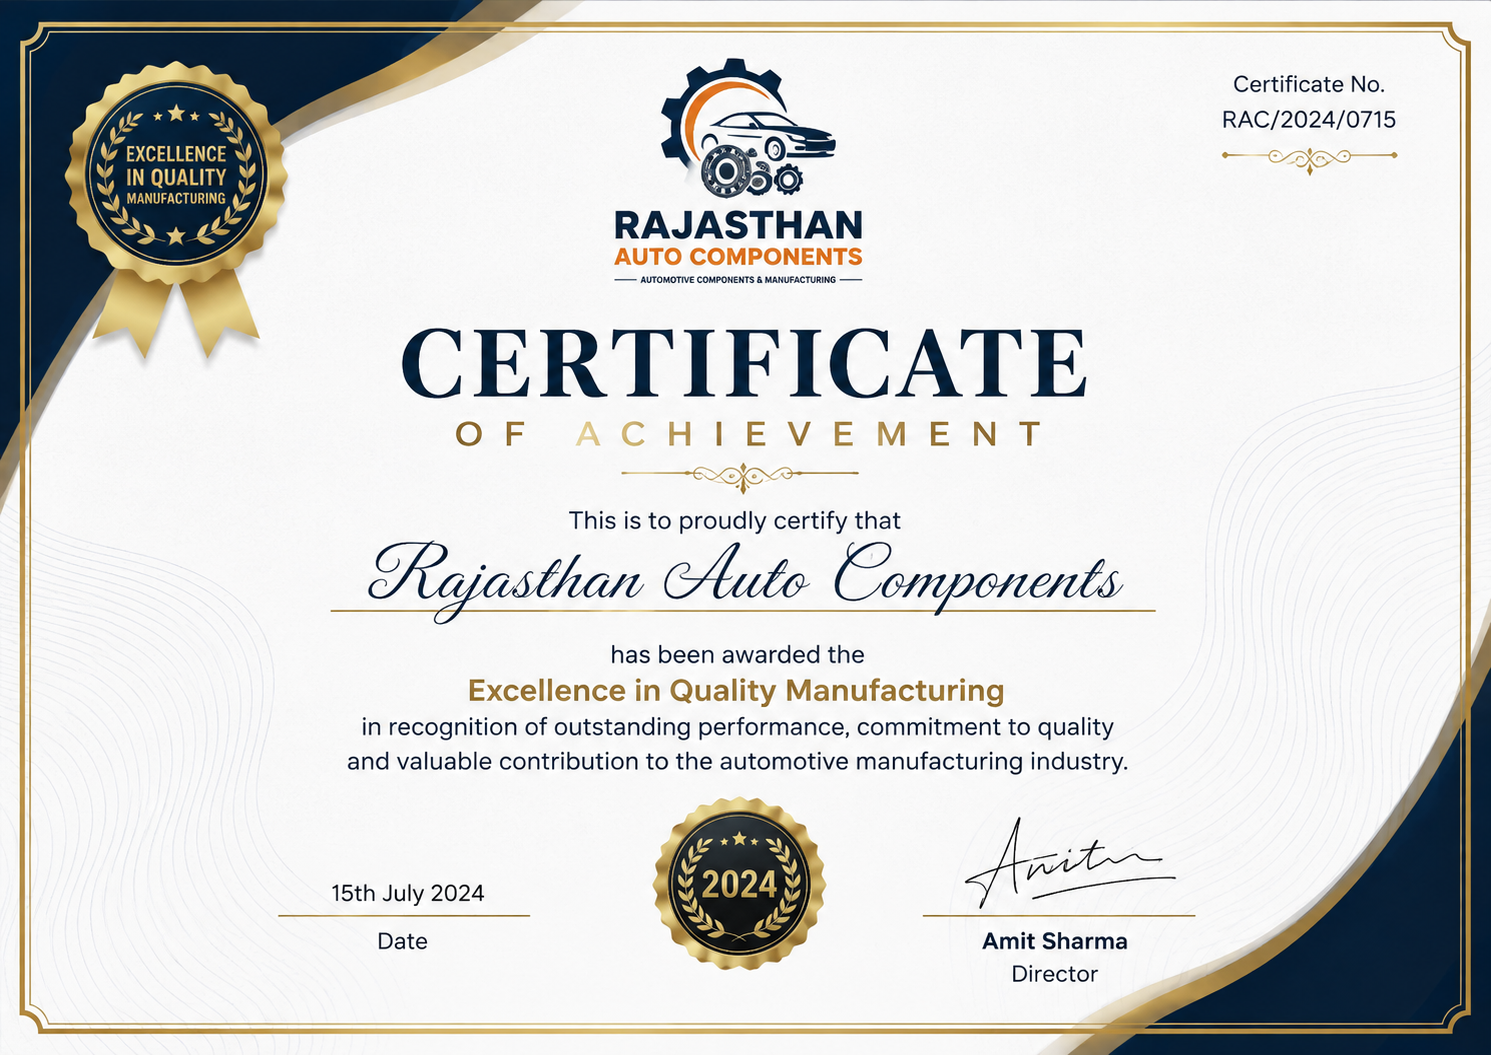 EXCELLENCE
IN QUALITY
MANUFACTURING
RAJASTHAN
AUTO COMPONENTS
AUTOMOTIVE COMPONENTS & MANUFACTURING
Certificate No.
RAC/2024/0715
CERTIFICATE
OF ACHIEVEMENT
This is to proudly certify that
Rajasthan Auto Components
has been awarded the
Excellence in Quality Manufacturing
in recognition of outstanding performance, commitment to quality
and valuable contribution to the automotive manufacturing industry.
15th July 2024
Date
2024
Amit Sharma
Director